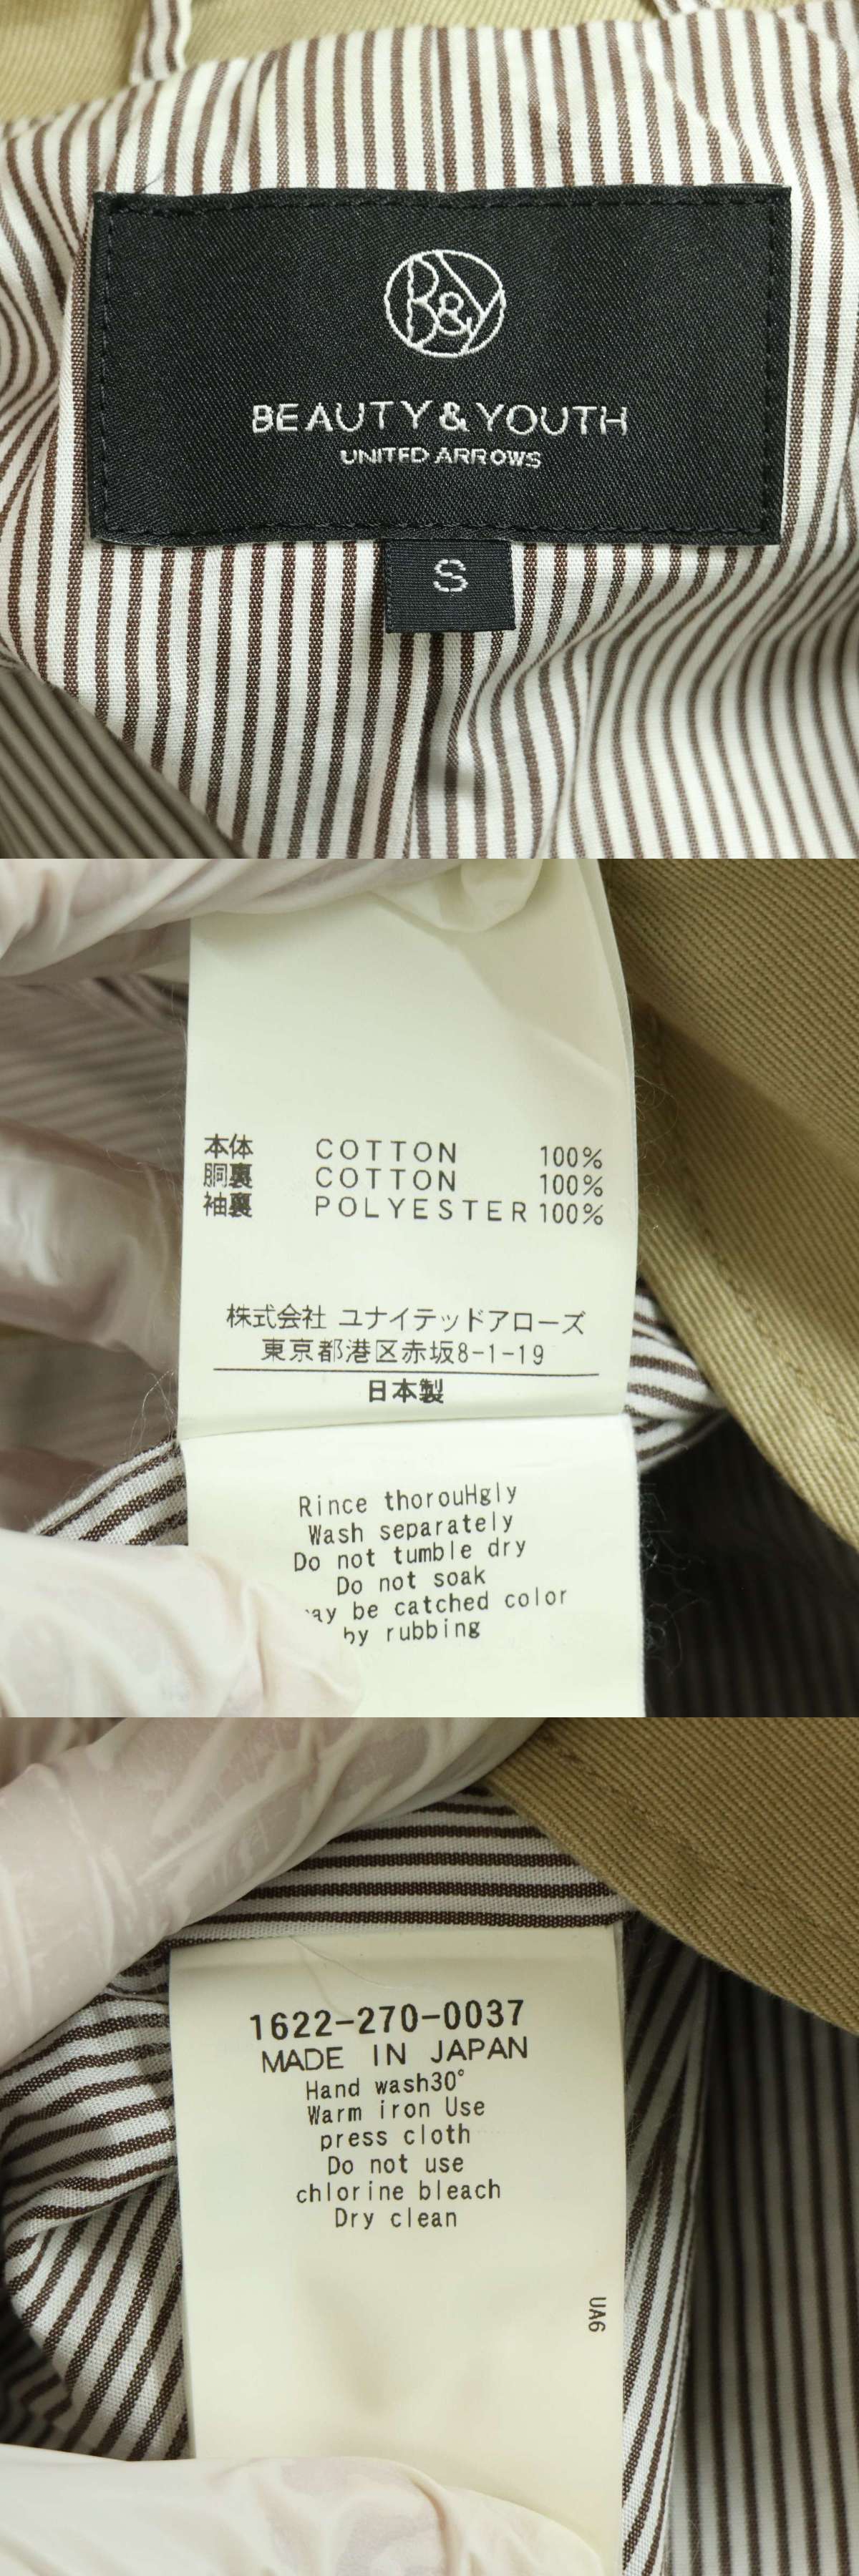 B&Y
BEAUTY & YOUTH
UNITED ARROWS
S
本体 COTTON 100%
胴裏 COTTON 100%
袖裏 POLYESTER 100%
株式会社 ユナイテッドアローズ
東京都港区赤坂8-1-19
日本製
Rince thorouHgly
Wash separately
Do not tumble dry
Do not soak
be catched color
by rubbing
1622-270-0037
MADE IN JAPAN
Hand wash30°
Warm iron Use
press cloth
Do not use
chlorine bleach
Dry clean
UA6